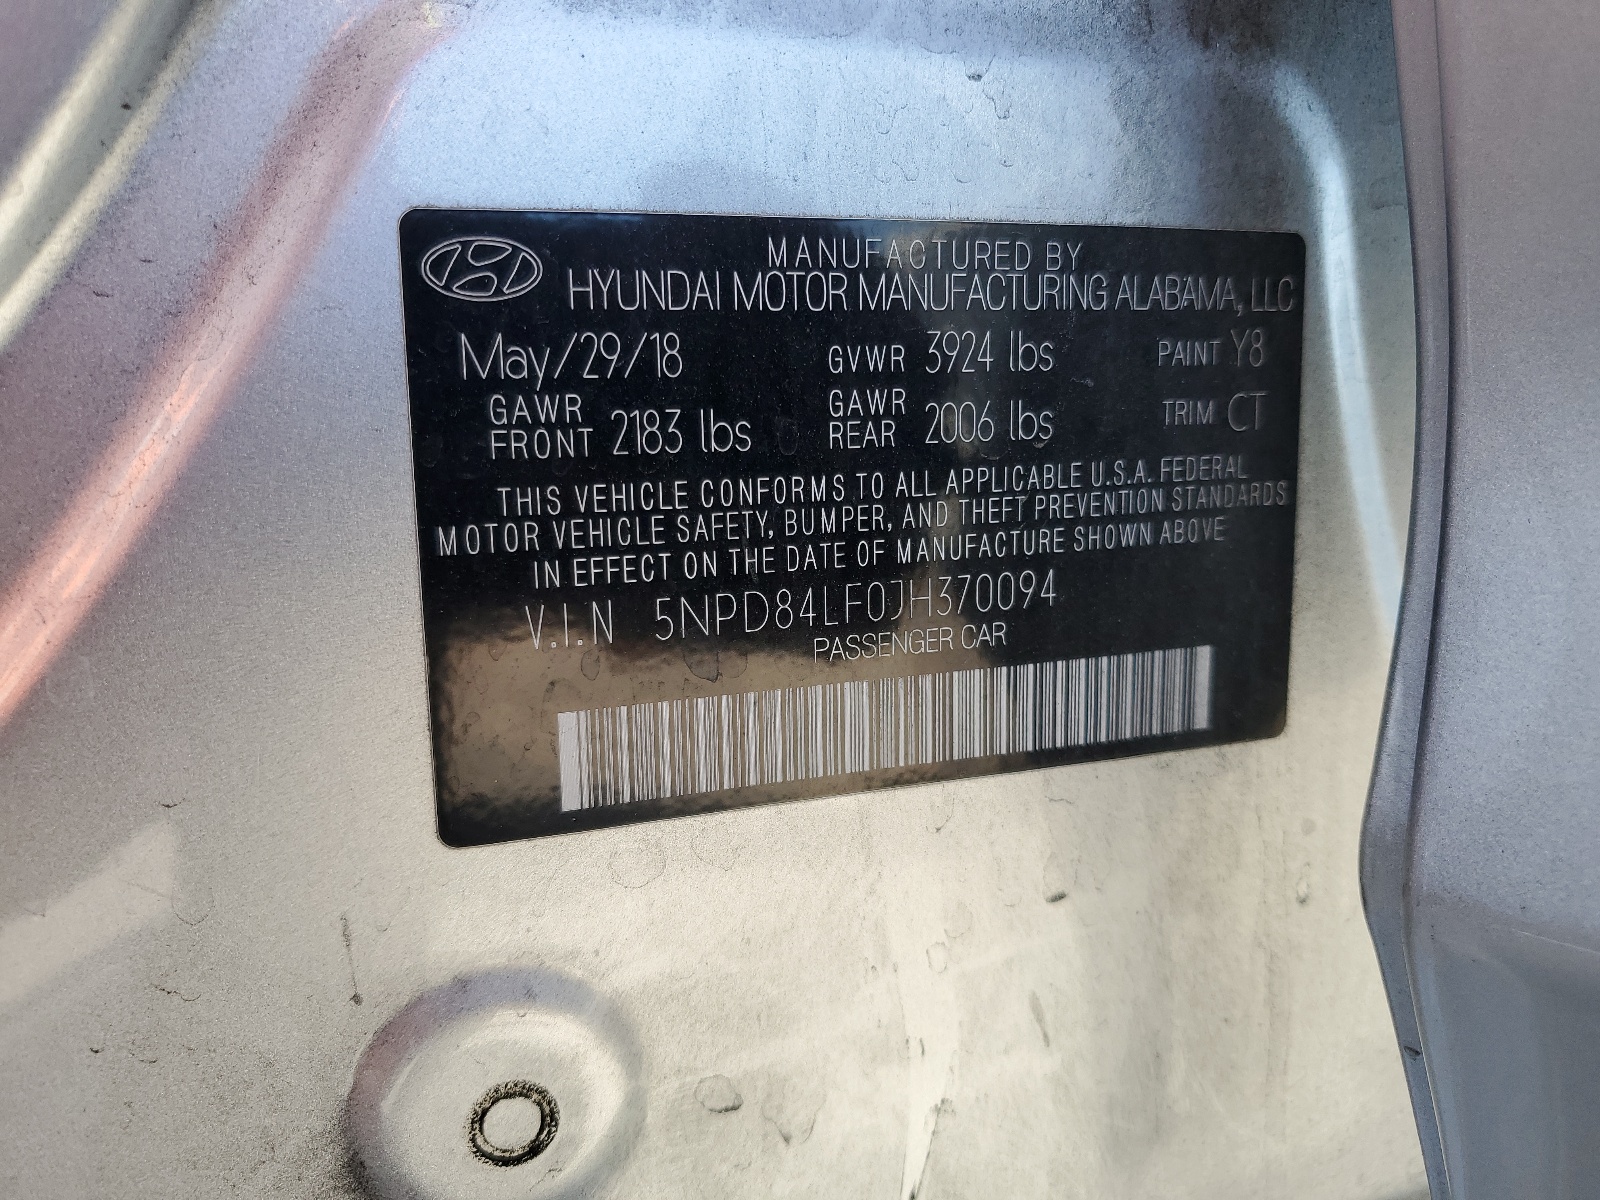 MANUFACTURED BY
HYUNDAI MOTOR MANUFACTURING ALABAMA, LLC
May/29/18 GVWR 3924 lbs PAINT Y8
GAWR FRONT 2183 lbs GAWR REAR 2006 lbs TRIM CT
THIS VEHICLE CONFORMS TO ALL APPLICABLE U.S.A. FEDERAL
MOTOR VEHICLE SAFETY, BUMPER, AND THEFT PREVENTION STANDARDS
IN EFFECT ON THE DATE OF MANUFACTURE SHOWN ABOVE
V.I.N 5NPD84LF0JH370094
PASSENGER CAR